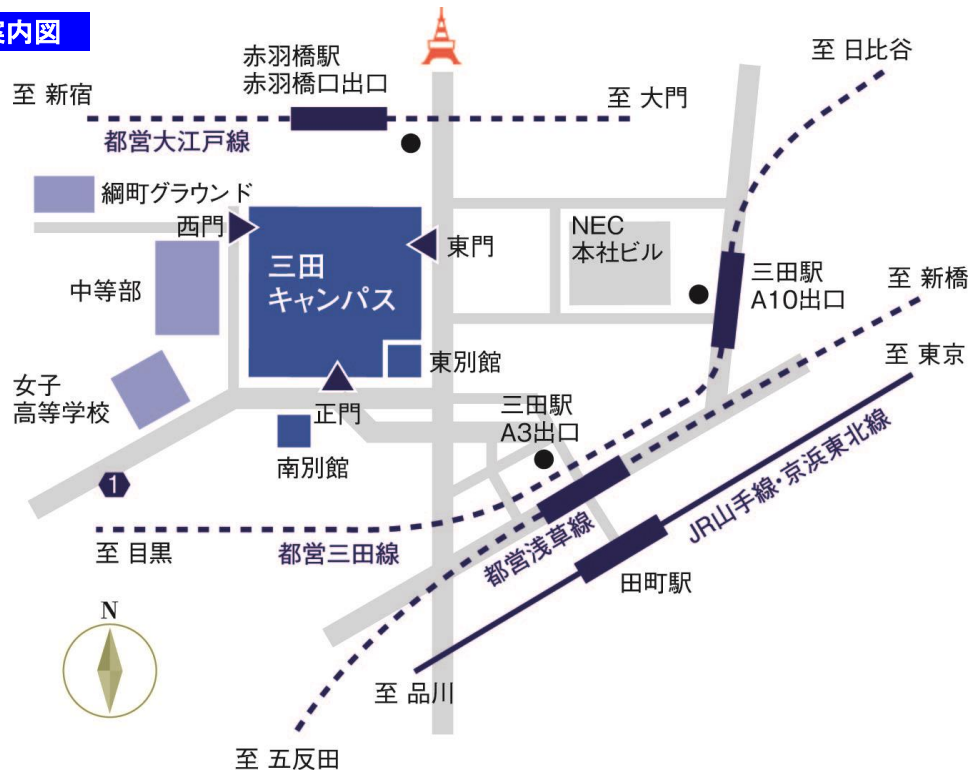 案内図
赤羽橋駅
赤羽橋口出口
至 日比谷
至 新宿
至 大門
都営大江戸線
綱町グラウンド
西門
三田
キャンパス
東門
NEC
本社ビル
三田駅
A10出口
至 新橋
中等部
東別館
至 東京
女子
高等学校
正門
三田駅
A3出口
南別館
1
至 目黒
都営三田線
都営浅草線
JR山手線・京浜東北線
田町駅
N
至 品川
至 五反田